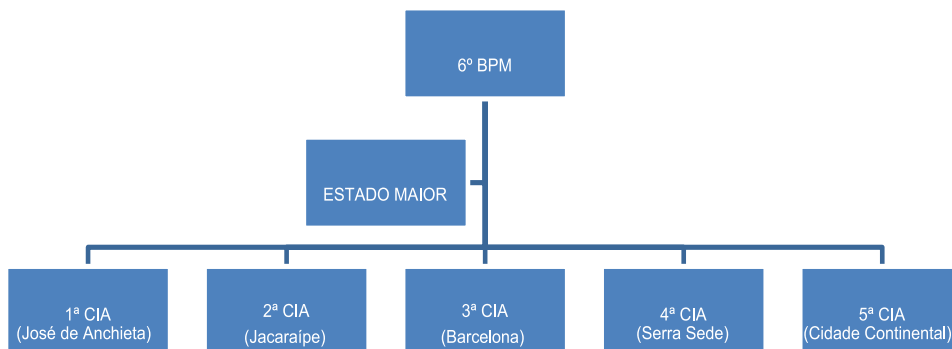 6º BPM
ESTADO MAIOR
1ª CIA
(José de Anchieta)
2ª CIA
(Jacaraípe)
3ª CIA
(Barcelona)
4ª CIA
(Serra Sede)
5ª CIA
(Cidade Continental)